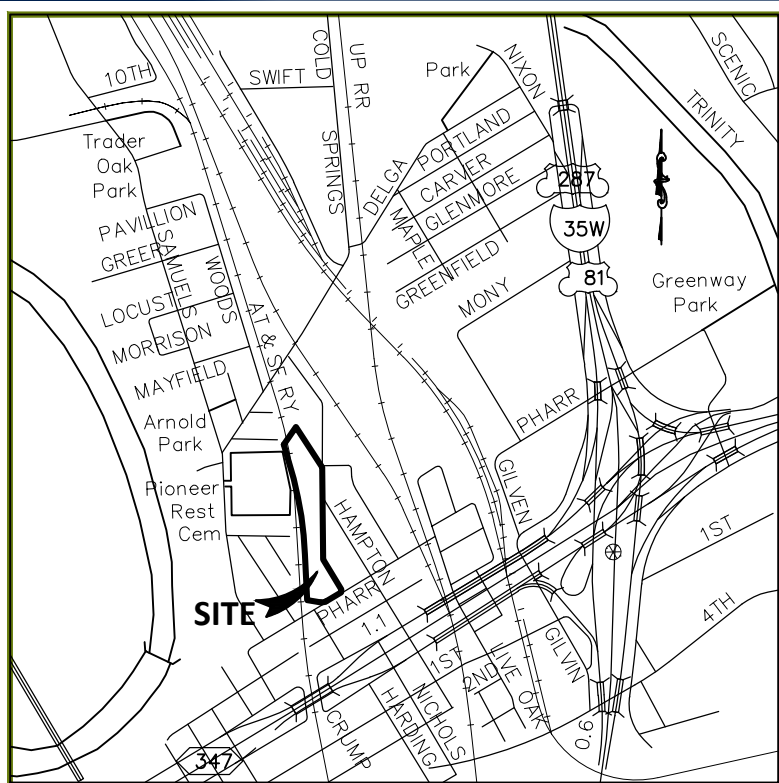 10TH
SWIFT
COLD
SPRINGS
UP RR
Park
NIXON
SCENIC
TRINITY
Trader
Oak
Park
DELGA
PORTLAND
CARVER
GLENMORE
MAPLE
GREENFIELD
MONY
287
35W
81
Greenway
Park
PAVILLION
GREER
SAMUELS
WOODS
LOCUST
MORRISON
MAYFIELD
AT & SF RY
Arnold
Park
PHARR
Pioneer
Rest
Cem
HAMPTON
GILVEN
1ST
4TH
SITE
PHARR
1.1
1ST
2ND
LIVE OAK
GILVIN
NICHOLS
HARDING
CRUMP
347
0.6